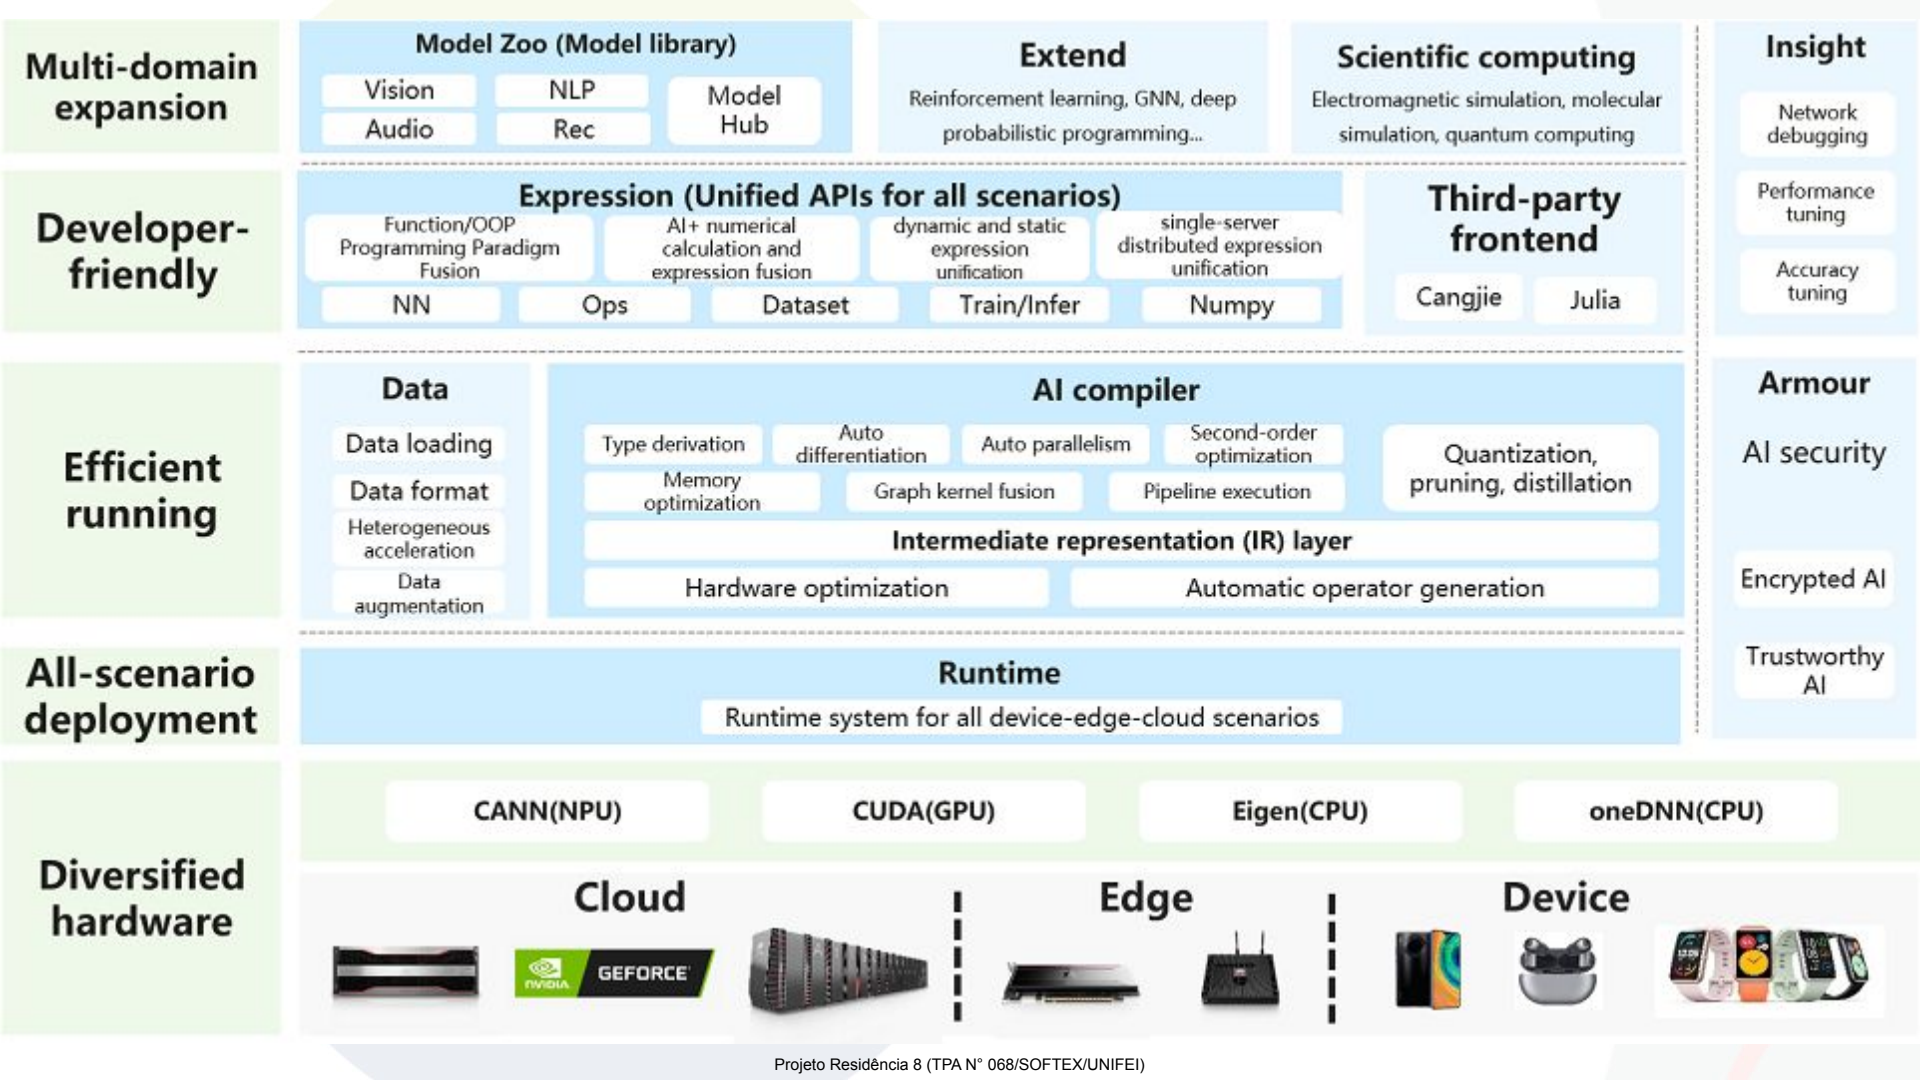 Multi-domain
expansion
Model Zoo (Model library)
Vision
NLP
Audio
Rec
Model
Hub
Extend
Reinforcement learning, GNN, deep
probabilistic programming...
Scientific computing
Electromagnetic simulation, molecular
simulation, quantum computing
Insight
Network
debugging
Performance
tuning
Accuracy
tuning
Developer-
friendly
Expression (Unified APIs for all scenarios)
Function/OOP
Programming Paradigm
Fusion
AI+ numerical
calculation and
expression fusion
dynamic and static
expression
unification
single-server
distributed expression
unification
NN
Ops
Dataset
Train/Infer
Numpy
Third-party
frontend
Cangjie
Julia
Efficient
running
Data
Data loading
Data format
Heterogeneous
acceleration
Data
augmentation
AI compiler
Type derivation
Auto
differentiation
Auto parallelism
Second-order
optimization
Memory
optimization
Graph kernel fusion
Pipeline execution
Quantization,
pruning, distillation
Intermediate representation (IR) layer
Hardware optimization
Automatic operator generation
Armour
AI security
Encrypted AI
Trustworthy
AI
All-scenario
deployment
Runtime
Runtime system for all device-edge-cloud scenarios
Diversified
hardware
CANN(NPU)
CUDA(GPU)
Eigen(CPU)
oneDNN(CPU)
Cloud
Edge
Device
NVIDIA
GEFORCE
Projeto Residência 8 (TPA N° 068/SOFTEX/UNIFEI)